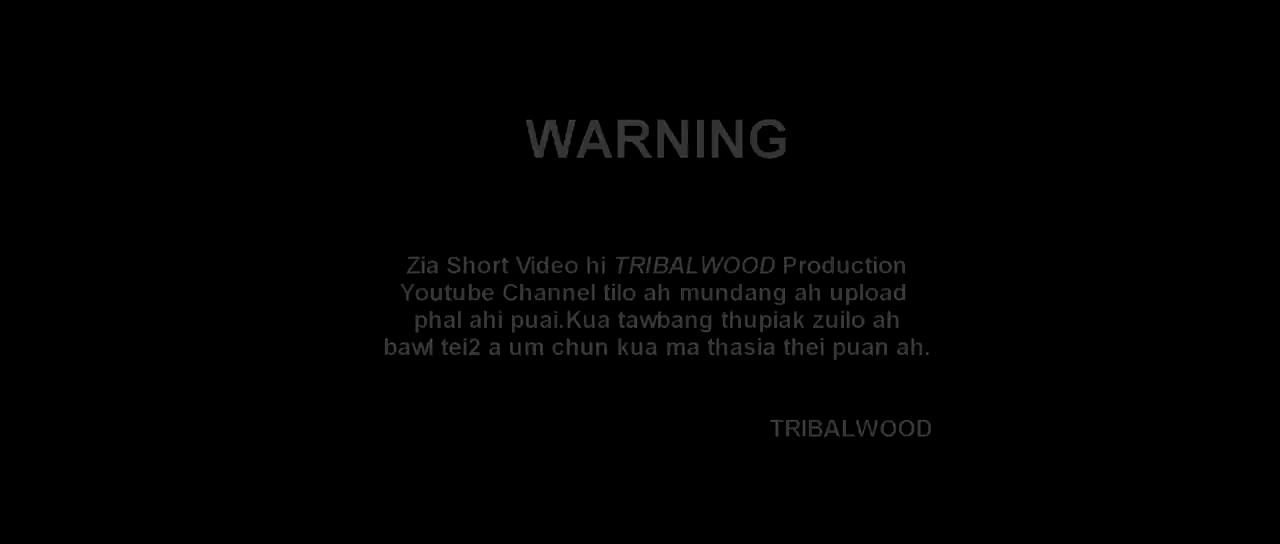 WARNING
Zia Short Video hi TRIBALWOOD Production
Youtube Channel tilo ah mundang ah upload
phal ahi puai.Kua tawbang thupiak zuilo ah
bawl tei2 a um chun kua ma thasia thei puan ah.
TRIBALWOOD